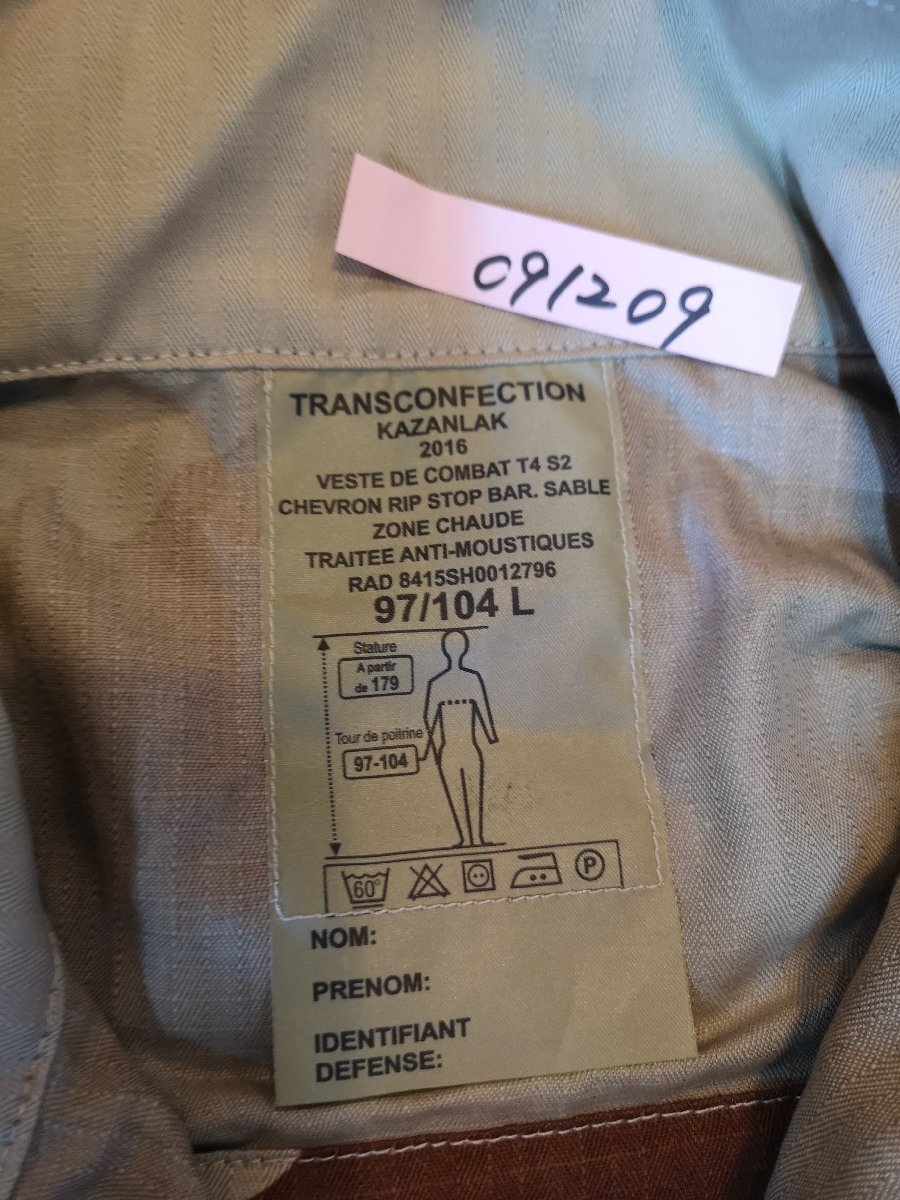 091209
TRANSCONFECTION
KAZANLAK
2016
VESTE DE COMBAT T4 S2
CHEVRON RIP STOP BAR. SABLE
ZONE CHAUDE
TRAITEE ANTI-MOUSTIQUES
RAD 8415SH0012796
97/104 L
Stature
A partir
de 179
Tour de poitrine
97-104
60° P
NOM:
PRENOM:
IDENTIFIANT
DEFENSE: